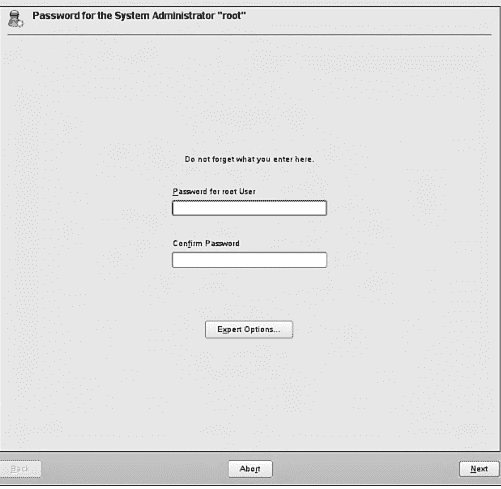 Password for the System Administrator "root"
Do not forget what you enter here.
Password for root User
Confirm Password
Expert Options...
Back
Abort
Next